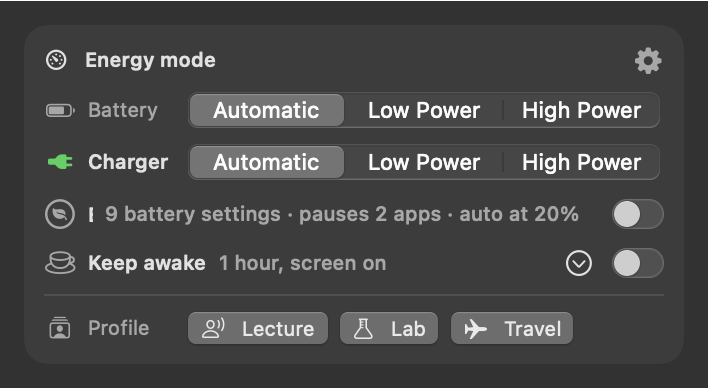 Energy mode
Battery Automatic Low Power High Power
Charger Automatic Low Power High Power
9 battery settings · pauses 2 apps · auto at 20%
Keep awake 1 hour, screen on
Profile Lecture Lab Travel